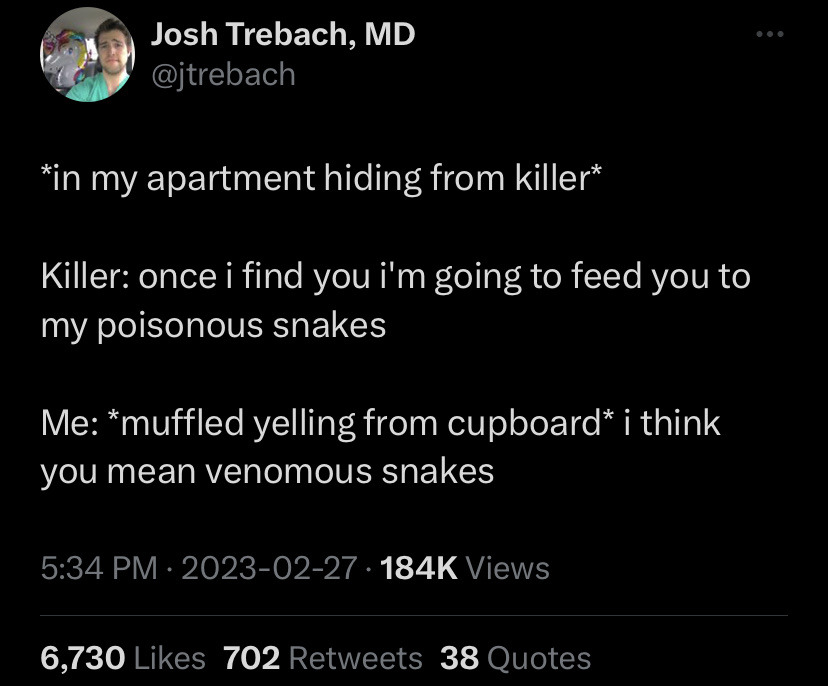 Josh Trebach, MD
@jtrebach
*in my apartment hiding from killer*
Killer: once i find you i'm going to feed you to
my poisonous snakes
Me: *muffled yelling from cupboard* i think
you mean venomous snakes
5:34 PM · 2023-02-27 · 184K Views
6,730 Likes 702 Retweets 38 Quotes